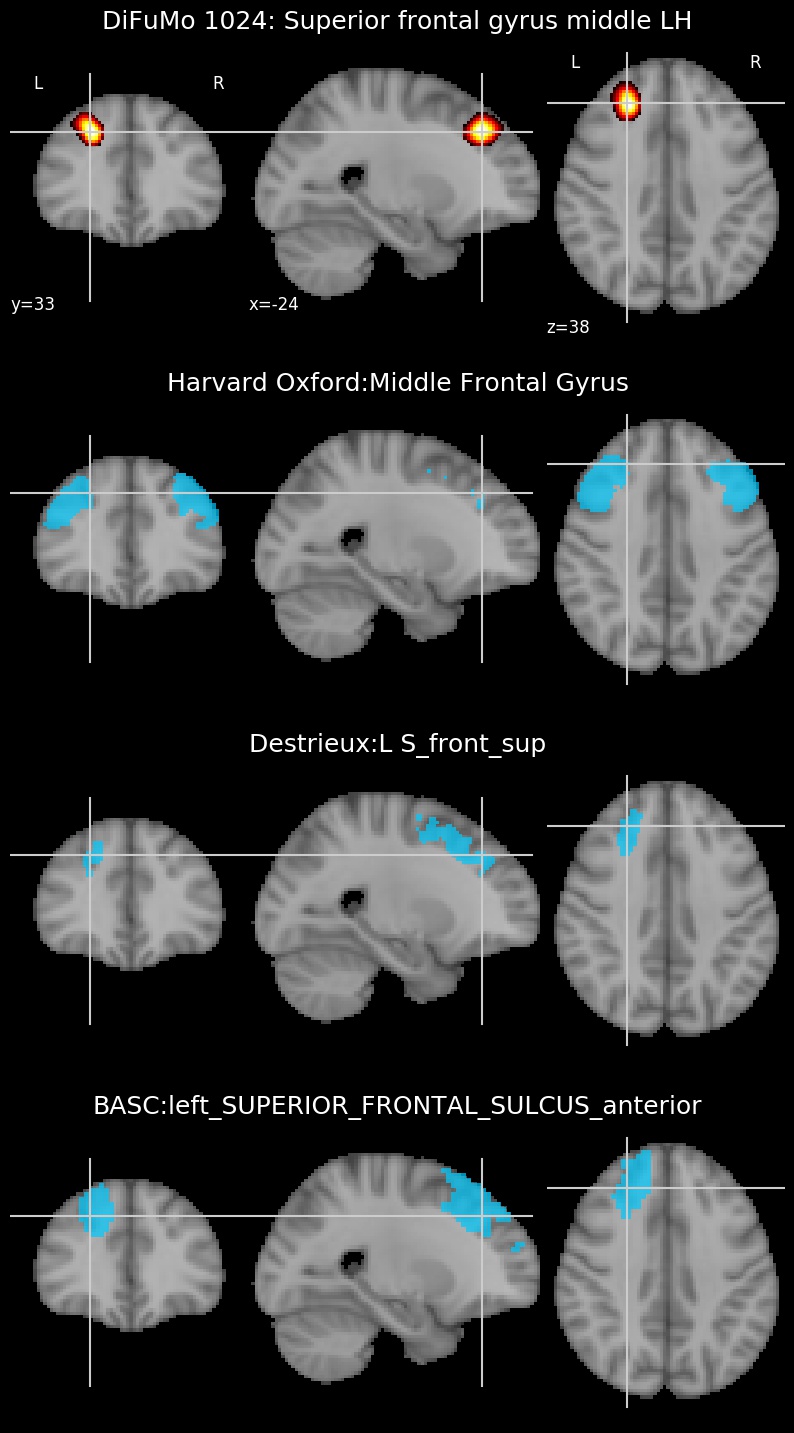 DiFuMo 1024: Superior frontal gyrus middle LH
L R L R
y=33 x=-24 z=38
Harvard Oxford:Middle Frontal Gyrus
Destrieux:L S_front_sup
BASC:left_SUPERIOR_FRONTAL_SULCUS_anterior